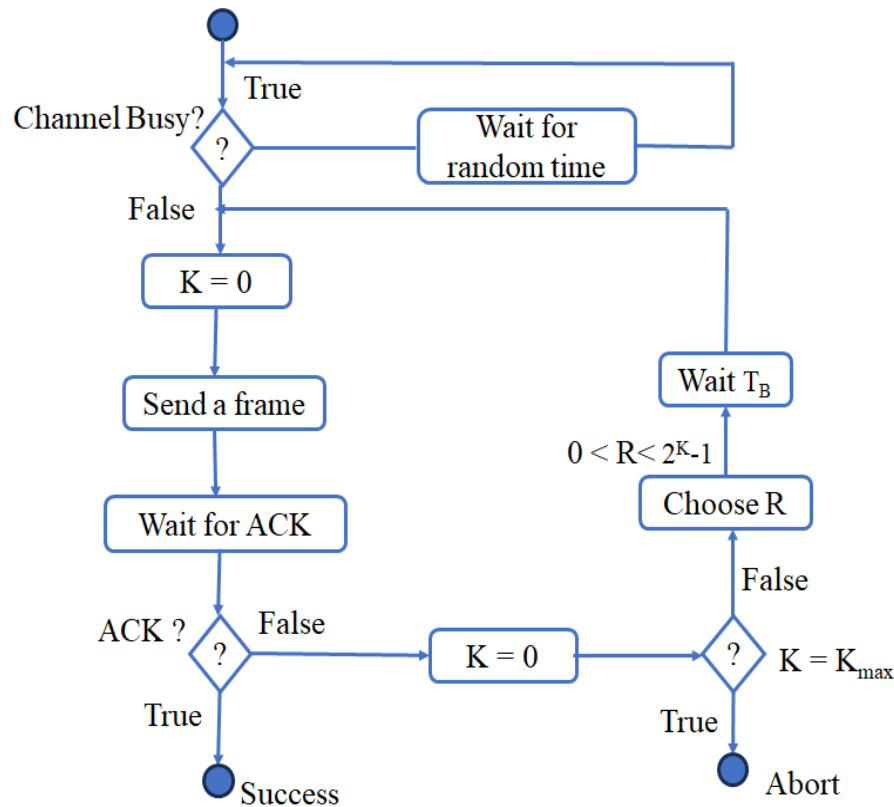 True
Channel Busy?
?
Wait for
random time
False
K = 0
Send a frame
Wait for ACK
ACK ?
?
False
True
Success
K = 0
?
K = Kmax
True
Abort
False
Choose R
0 < R< 2^K-1
Wait T_B